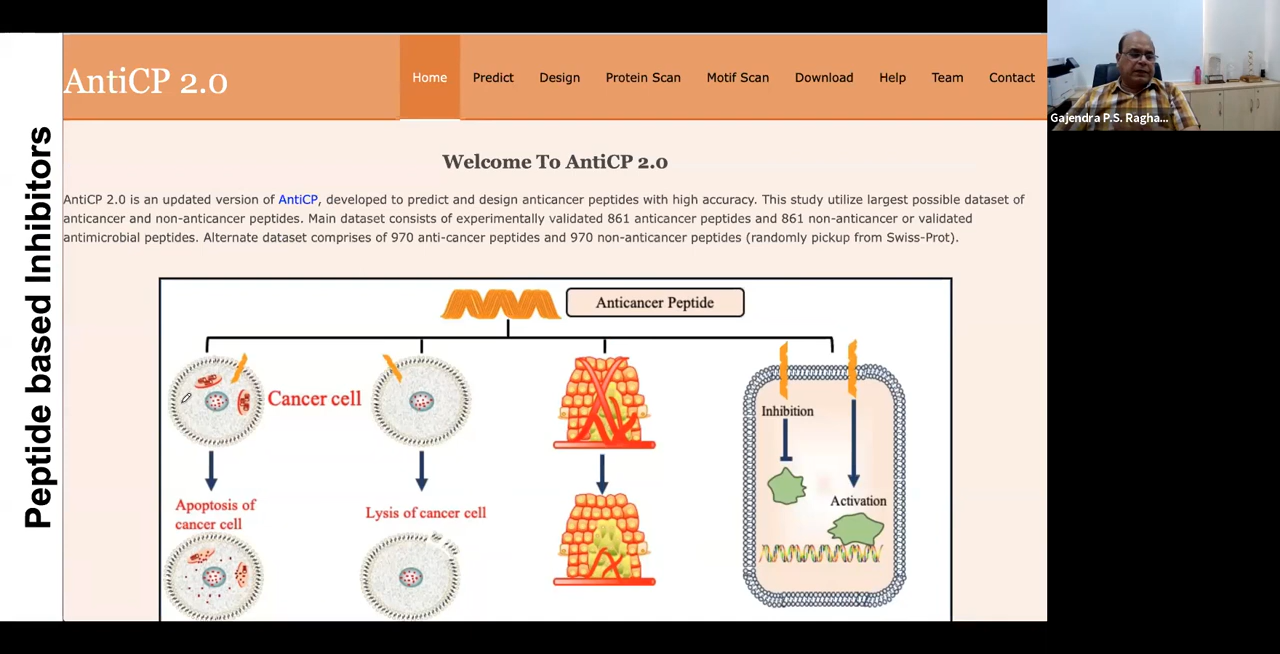 Peptide based Inhibitors
AntiCP 2.0
Home Predict Design Protein Scan Motif Scan Download Help Team Contact
Gajendra P.S. Ragha...
Welcome To AntiCP 2.0
AntiCP 2.0 is an updated version of AntiCP, developed to predict and design anticancer peptides with high accuracy. This study utilize largest possible dataset of
anticancer and non-anticancer peptides. Main dataset consists of experimentally validated 861 anticancer peptides and 861 non-anticancer or validated
antimicrobial peptides. Alternate dataset comprises of 970 anti-cancer peptides and 970 non-anticancer peptides (randomly pickup from Swiss-Prot).
Anticancer Peptide
Cancer cell
Inhibition
Activation
Apoptosis of
cancer cell
Lysis of cancer cell